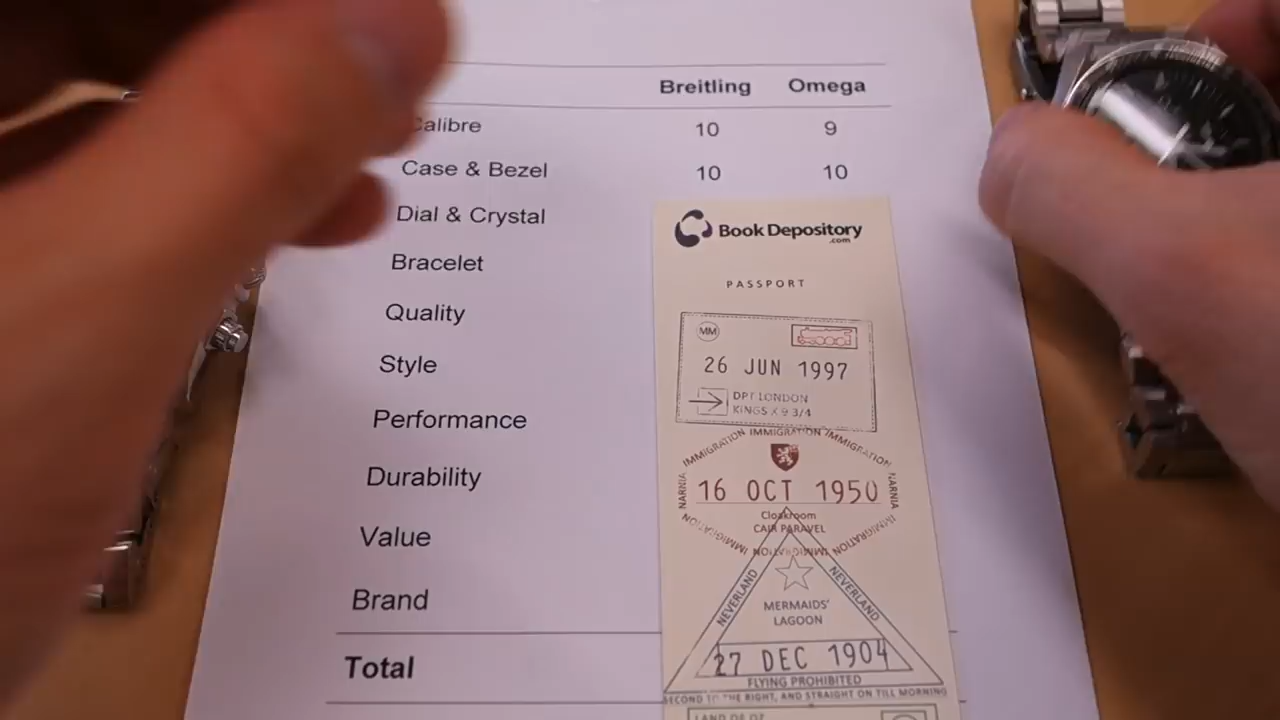 Breitling Omega
Calibre 10 9
Case & Bezel 10 10
Dial & Crystal
Bracelet
Quality
Style
Performance
Durability
Value
Brand
Total
Book Depository
.com
PASSPORT
MM
26 JUN 1997
DPT LONDON
KINGS X 9 3/4
IMMIGRATION IMMIGRATION IMMIGRATION
NARNIA
NARNIA
16 OCT 1950
Cloakroom
CAIR PARAVEL
IMMIGRATION IMMIGRATION IMMIGRATION
NEVERLAND
NEVERLAND
MERMAIDS'
LAGOON
27 DEC 1904
FLYING PROHIBITED
SECOND TO THE RIGHT, AND STRAIGHT ON TILL MORNING